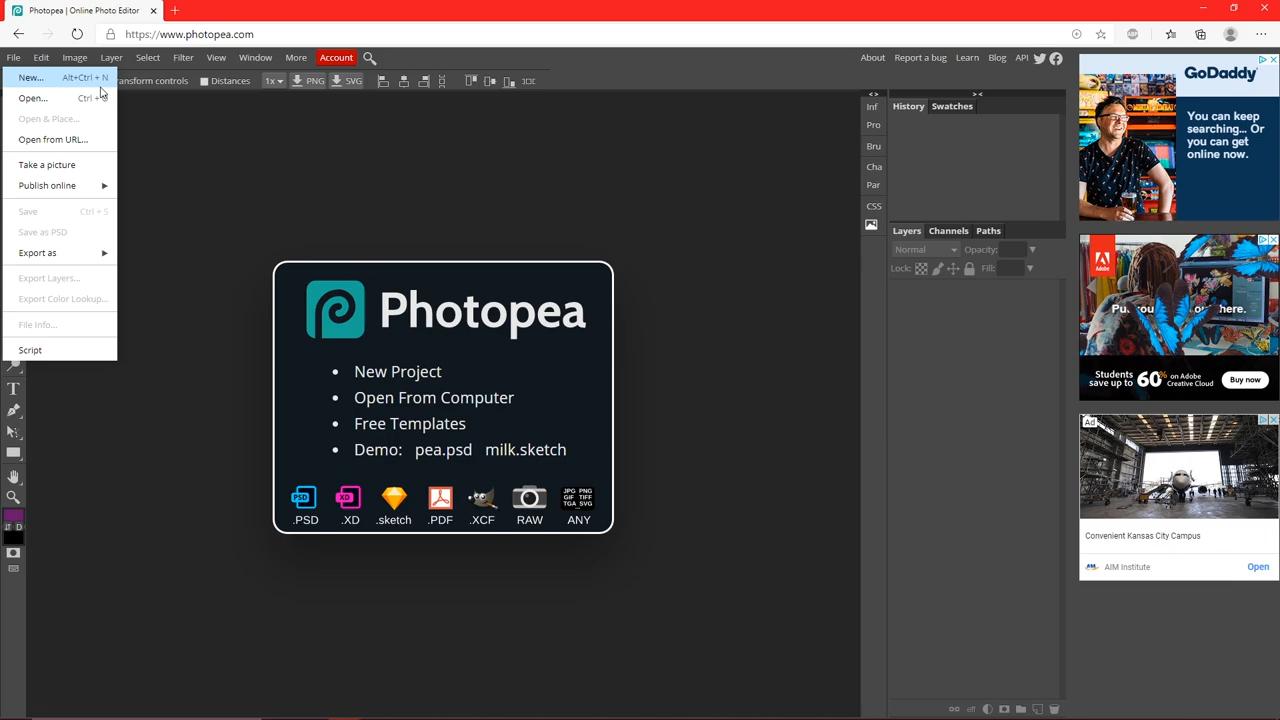 Photopea | Online Photo Editor
https://www.photopea.com
File Edit Image Layer Select Filter View Window More Account
About Report a bug Learn Blog API
New... Alt+Ctrl + N
Open... Ctrl +
Open & Place...
Open from URL...
Take a picture
Publish online
Save Ctrl + S
Save as PSD
Export as
Export Layers...
Export Color Lookup...
File Info...
Script
ransform controls Distances 1x PNG SVG
Photopea
• New Project
• Open From Computer
• Free Templates
• Demo: pea.psd milk.sketch
PSD XD JPG PNG GIF TIFF TGA SVG
.PSD .XD .sketch .PDF .XCF RAW ANY
Inf
Pro
Bru
Cha
Par
CSS
History Swatches
Layers Channels Paths
Normal Opacity:
Lock: Fill:
GoDaddy
You can keep
searching... Or
you can get
online now.
Adobe
here.
Students
save up to 60% on Adobe Creative Cloud Buy now
Ad
Convenient Kansas City Campus
AIM Institute Open